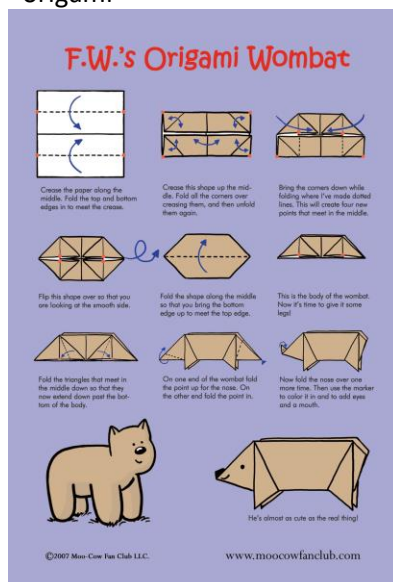 origami
F.W.'s Origami Wombat
Crease the paper along the
middle. Fold the top and bottom
edges in to meet the crease.
Crease this shape up the mid-
dle. Fold all the corners over
creasing them, and then unfold
them again.
Bring the corners down while
folding where I've made dotted
lines. This will create four new
points that meet in the middle.
Flip this shape over so that you
are looking at the smooth side.
Fold the shape along the middle
so that you bring the bottom
edge up to meet the top edge.
This is the body of the wombat.
Now it's time to give it some
legs!
Fold the triangles that meet in
the middle down so that they
now extend down past the bot-
tom of the body.
On one end of the wombat fold
the point up for the nose. On
the other end fold the point in.
Now fold the nose over one
more time. Then use the marker
to color it in and to add eyes
and a mouth.
He's almost as cute as the real thing!
©2007 Moo-Cow Fan Club LLC.
www.moocowfanclub.com